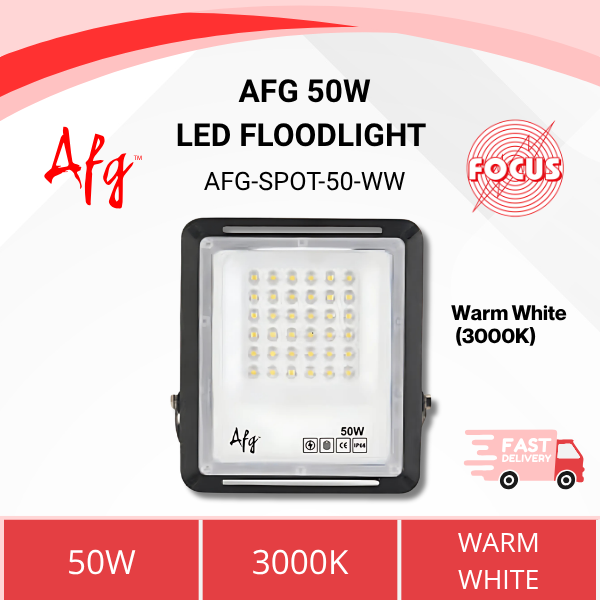 AFG 50W
LED FLOODLIGHT
AFG-SPOT-50-WW
Afg™
FOCUS
Warm White
(3000K)
50W
Afg
CE
IP66
FAST
DELIVERY
50W
3000K
WARM
WHITE